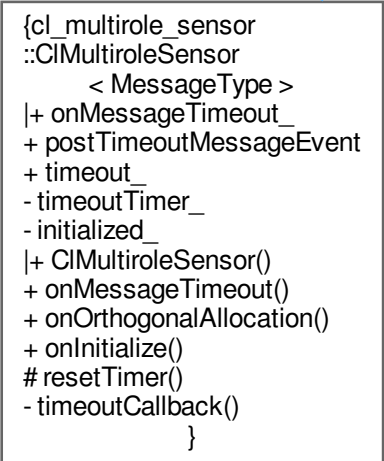 {cl_multirole_sensor
::ClMultiroleSensor
< MessageType >
|+ onMessageTimeout_
+ postTimeoutMessageEvent
+ timeout_
- timeoutTimer_
- initialized_
|+ ClMultiroleSensor()
+ onMessageTimeout()
+ onOrthogonalAllocation()
+ onInitialize()
# resetTimer()
- timeoutCallback()
}